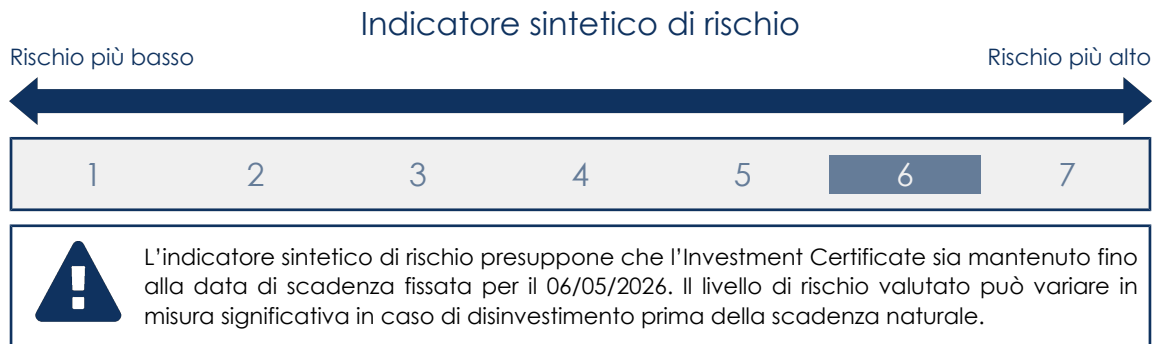 Indicatore sintetico di rischio
Rischio più basso
Rischio più alto
1 2 3 4 5 6 7
L'indicatore sintetico di rischio presuppone che l'Investment Certificate sia mantenuto fino
alla data di scadenza fissata per il 06/05/2026. Il livello di rischio valutato può variare in
misura significativa in caso di disinvestimento prima della scadenza naturale.